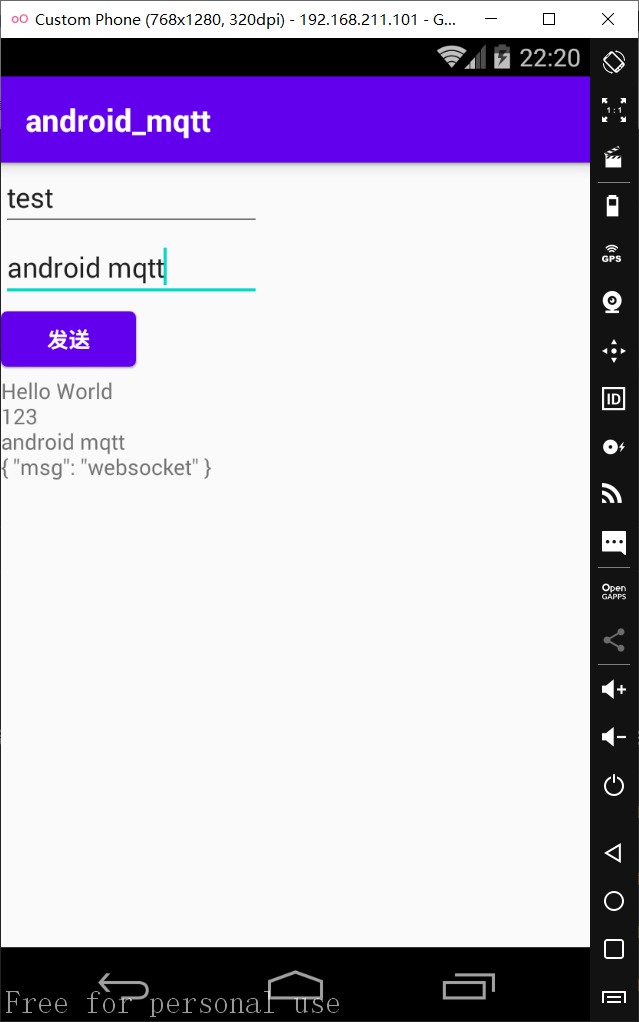 Custom Phone (768x1280, 320dpi) - 192.168.211.101 - G...
22:20
android_mqtt
test
android mqtt
发送
Hello World
123
android mqtt
{ "msg": "websocket" }
1:1
GPS
ID
Open
GAPPS
Free for personal use